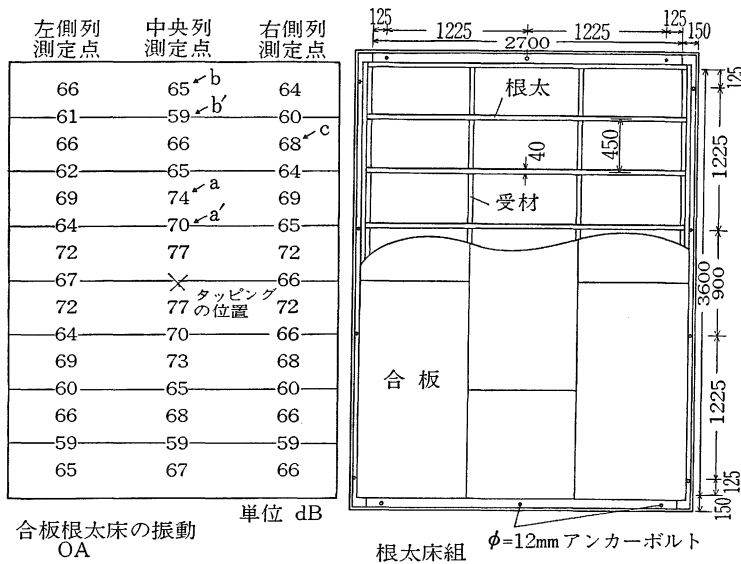 左側列 中央列 右側列
測定点 測定点 測定点
66 65 b 64
61 59 b′ 60
66 66 68 c
62 65 64
69 74 a 69
64 70 a′ 65
72 77 72
67 66
タッピング
の位置
72 77 72
64 70 66
69 73 68
60 65 60
66 68 66
59 59 59
65 67 66
単位 dB
合板根太床の振動
OA
125 1225 1225 125
2700 150
根太
40
450
受材
合板
125
1225
900
3600
1225
125
150
根太床組
φ=12mmアンカーボルト